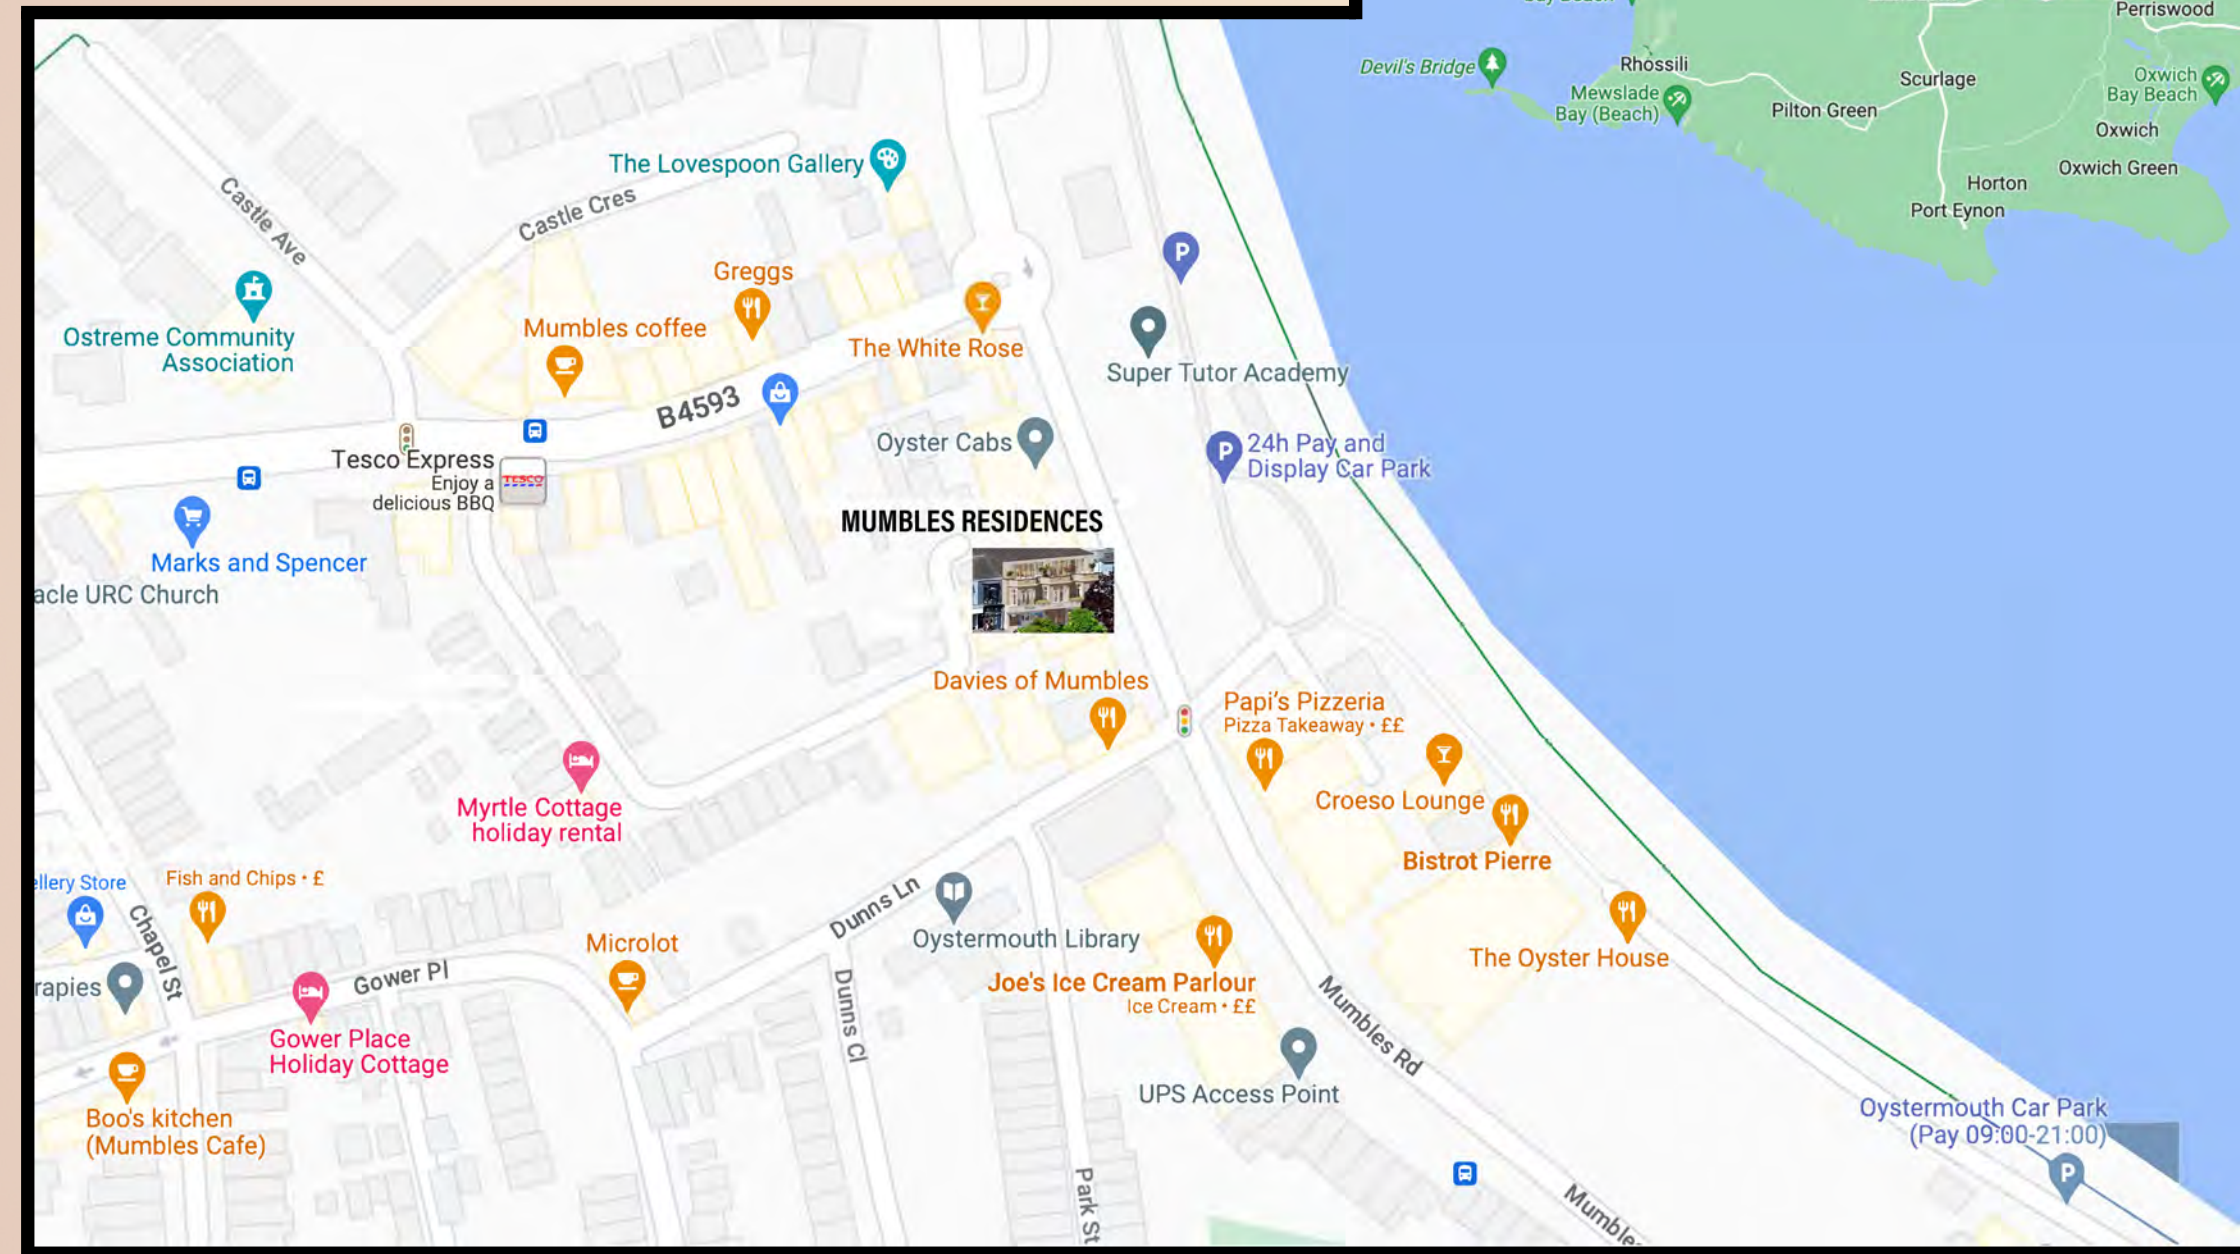 Perriswood
Devil's Bridge
Rhossili
Scurlage
Oxwich
Bay Beach
Mewslade
Bay (Beach)
Pilton Green
Oxwich
Oxwich Green
Horton
Port Eynon
The Lovespoon Gallery
Castle Ave
Castle Cres
P
Greggs
Ostreme Community
Association
Mumbles coffee
The White Rose
Super Tutor Academy
B4593
Oyster Cabs
P
24h Pay and
Display Car Park
Tesco Express
Enjoy a
delicious BBQ
TESCO
MUMBLES RESIDENCES
Marks and Spencer
acle URC Church
Davies of Mumbles
Papi's Pizzeria
Pizza Takeaway • ££
Croeso Lounge
Myrtle Cottage
holiday rental
Bistrot Pierre
ellery Store
Fish and Chips • £
Chapel St
Dunns Ln
Oystermouth Library
Microlot
The Oyster House
Gower Pl
rapies
Joe's Ice Cream Parlour
Ice Cream • ££
Dunns Cl
Mumbles Rd
Gower Place
Holiday Cottage
UPS Access Point
Boo's kitchen
(Mumbles Cafe)
Oystermouth Car Park
(Pay 09:00-21:00)
P
Park St
Mumble